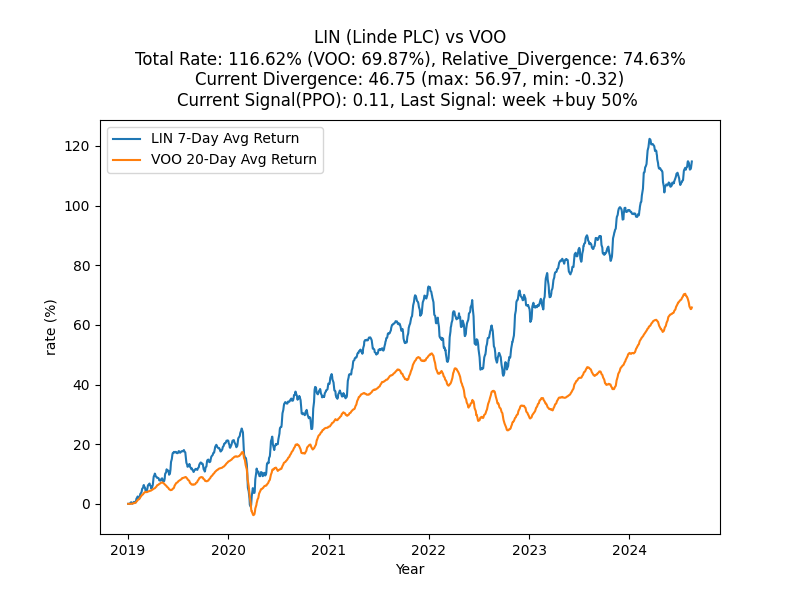 LIN (Linde PLC) vs VOO
Total Rate: 116.62% (VOO: 69.87%), Relative_Divergence: 74.63%
Current Divergence: 46.75 (max: 56.97, min: -0.32)
Current Signal(PPO): 0.11, Last Signal: week +buy 50%
LIN 7-Day Avg Return
VOO 20-Day Avg Return
120
100
80
60
40
20
0
rate (%)
2019 2020 2021 2022 2023 2024
Year